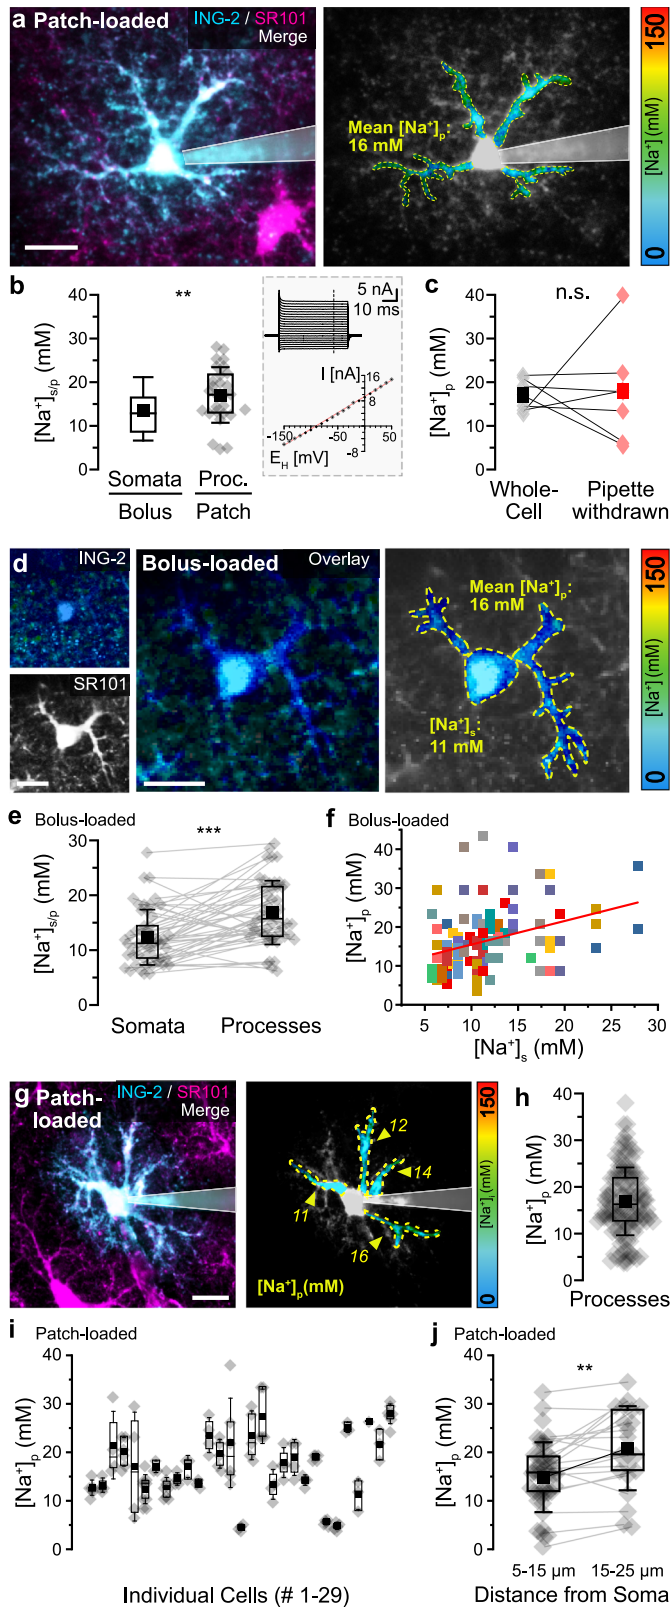 a Patch-loaded
ING-2 / SR101
Merge
Mean [Na⁺]p:
16 mM
150
[Na⁺] (mM)
0
b
**
[Na⁺]s/p (mM)
40
30
20
10
0
Somata
Proc.
Bolus
Patch
5 nA
10 ms
I [nA]
16
8
-150
-50
50
-8
E_H [mV]
c
n.s.
[Na⁺]p (mM)
40
30
20
10
0
Whole-
Cell
Pipette
withdrawn
d
ING-2
SR101
Bolus-loaded
Overlay
Mean [Na⁺]p:
16 mM
[Na⁺]s:
11 mM
150
[Na⁺] (mM)
0
e
Bolus-loaded
***
[Na⁺]s/p (mM)
30
20
10
0
Somata
Processes
f
Bolus-loaded
[Na⁺]p (mM)
40
30
20
10
0
5
10
15
20
25
30
[Na⁺]s (mM)
g
Patch-
loaded
ING-2 / SR101
Merge
12
14
11
16
[Na⁺]p(mM)
150
[Na⁺]i (mM)
0
h
[Na⁺]p (mM)
40
30
20
10
0
Processes
i
Patch-loaded
[Na⁺]p (mM)
40
30
20
10
0
Individual Cells (# 1-29)
j
Patch-loaded
**
[Na⁺]p (mM)
40
30
20
10
0
5-15 µm
15-25 µm
Distance from Soma